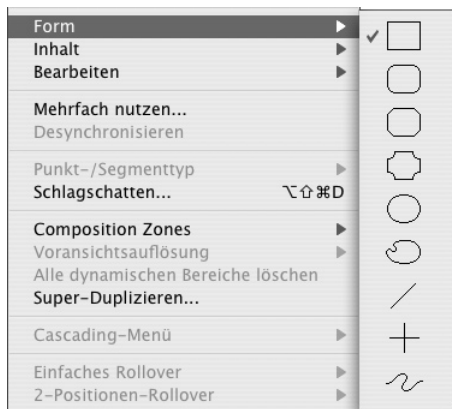 Form
Inhalt
Bearbeiten
Mehrfach nutzen...
Desynchronisieren
Punkt-/Segmenttyp
Schlagschatten... ⌥⇧⌘D
Composition Zones
Voransichtsauflösung
Alle dynamischen Bereiche löschen
Super-Duplizieren...
Cascading-Menü
Einfaches Rollover
2-Positionen-Rollover